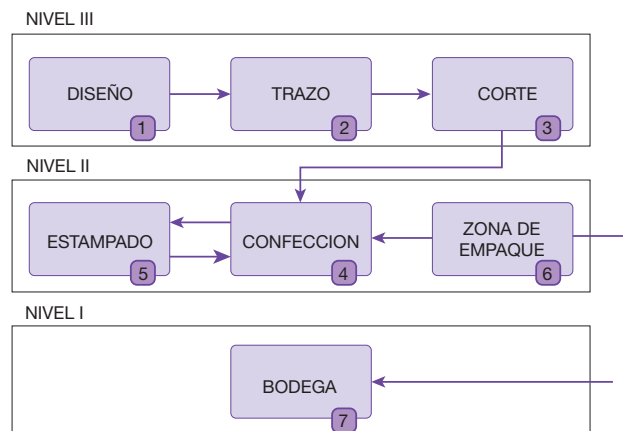 NIVEL III
DISEÑO
1
TRAZO
2
CORTE
3
NIVEL II
ESTAMPADO
5
CONFECCION
4
ZONA DE
EMPAQUE
6
NIVEL I
BODEGA
7